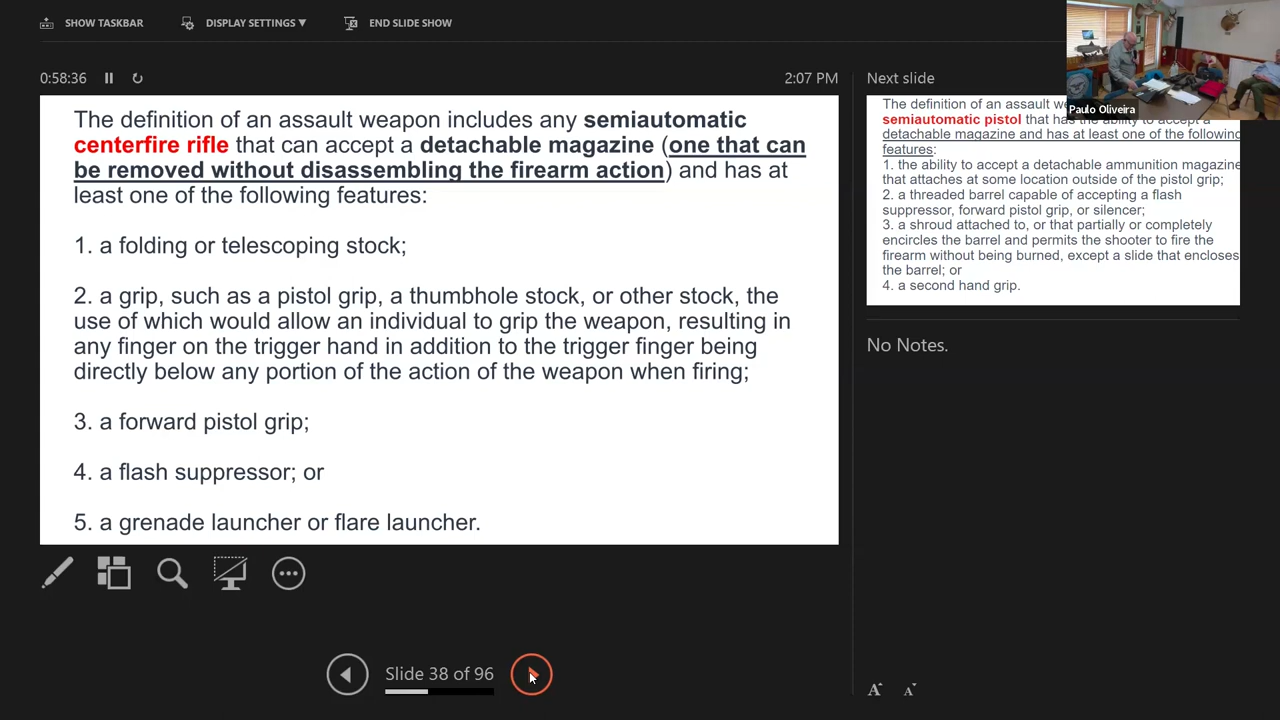 SHOW TASKBAR
DISPLAY SETTINGS ▼
END SLIDE SHOW
0:58:36
2:07 PM
The definition of an assault weapon includes any semiautomatic
centerfire rifle that can accept a detachable magazine (one that can
be removed without disassembling the firearm action) and has at
least one of the following features:
1. a folding or telescoping stock;
2. a grip, such as a pistol grip, a thumbhole stock, or other stock, the
use of which would allow an individual to grip the weapon, resulting in
any finger on the trigger hand in addition to the trigger finger being
directly below any portion of the action of the weapon when firing;
3. a forward pistol grip;
4. a flash suppressor; or
5. a grenade launcher or flare launcher.
Slide 38 of 96
Next slide
Paulo Oliveira
The definition of an assault
semiautomatic pistol that has the ability to accept a
detachable magazine and has at least one of the following
features:
1. the ability to accept a detachable ammunition magazine
that attaches at some location outside of the pistol grip;
2. a threaded barrel capable of accepting a flash
suppressor, forward pistol grip, or silencer;
3. a shroud attached to, or that partially or completely
encircles the barrel and permits the shooter to fire the
firearm without being burned, except a slide that encloses
the barrel; or
4. a second hand grip.
No Notes.
A A